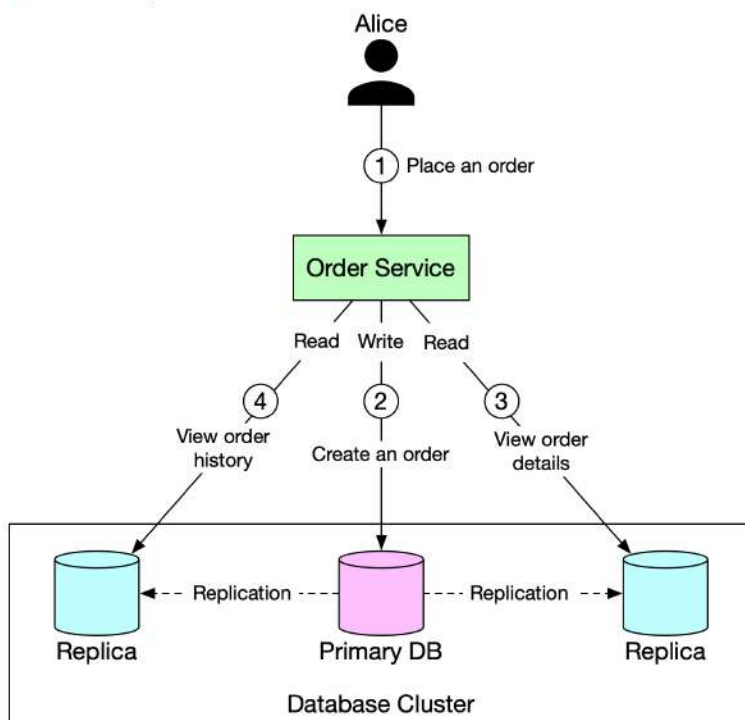 Alice
1 Place an order
Order Service
Read Write Read
4 2 3
View order
history
Create an order
View order
details
Replication Replication
Replica Primary DB Replica
Database Cluster